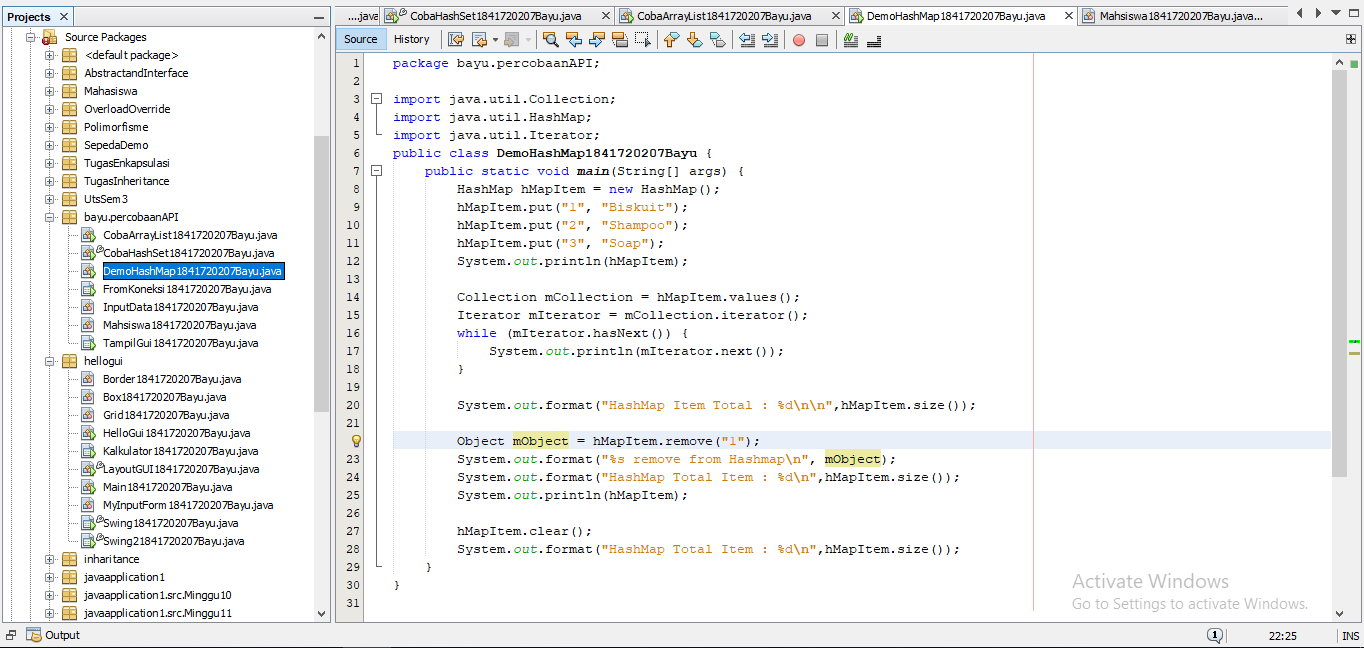 Projects
Source Packages
<default package>
AbstractandInterface
Mahasiswa
OverloadOverride
Polimorfisme
SepedaDemo
TugasEnkapsulasi
TugasInheritance
UtsSem3
bayu.percobaanAPI
CobaArrayList1841720207Bayu.java
CobaHashSet1841720207Bayu.java
DemoHashMap1841720207Bayu.java
FromKoneksi1841720207Bayu.java
InputData1841720207Bayu.java
Mahsiswa1841720207Bayu.java
TampilGui1841720207Bayu.java
hellogui
Border1841720207Bayu.java
Box1841720207Bayu.java
Grid1841720207Bayu.java
HelloGui1841720207Bayu.java
Kalkulator1841720207Bayu.java
LayoutGUI1841720207Bayu.java
Main1841720207Bayu.java
MyInputForm1841720207Bayu.java
Swing1841720207Bayu.java
Swing21841720207Bayu.java
inharitance
javaapplication1
javaapplication1.src.Minggu10
javaapplication1.src.Minggu11
Output
....java CobaHashSet1841720207Bayu.java CobaArrayList1841720207Bayu.java DemoHashMap1841720207Bayu.java Mahsiswa1841720207Bayu.java...
Source History
1 package bayu.percobaanAPI;
2
3 import java.util.Collection;
4 import java.util.HashMap;
5 import java.util.Iterator;
6 public class DemoHashMap1841720207Bayu {
7 public static void main(String[] args) {
8 HashMap hMapItem = new HashMap();
9 hMapItem.put("1", "Biskuit");
10 hMapItem.put("2", "Shampoo");
11 hMapItem.put("3", "Soap");
12 System.out.println(hMapItem);
13
14 Collection mCollection = hMapItem.values();
15 Iterator mIterator = mCollection.iterator();
16 while (mIterator.hasNext()) {
17 System.out.println(mIterator.next());
18 }
19
20 System.out.format("HashMap Item Total : %d\n\n",hMapItem.size());
21
Object mObject = hMapItem.remove("1");
23 System.out.format("%s remove from Hashmap\n", mObject);
24 System.out.format("HashMap Total Item : %d\n",hMapItem.size());
25 System.out.println(hMapItem);
26
27 hMapItem.clear();
28 System.out.format("HashMap Total Item : %d\n",hMapItem.size());
29 }
30 }
31
Activate Windows
Go to Settings to activate Windows.
1 22:25 INS